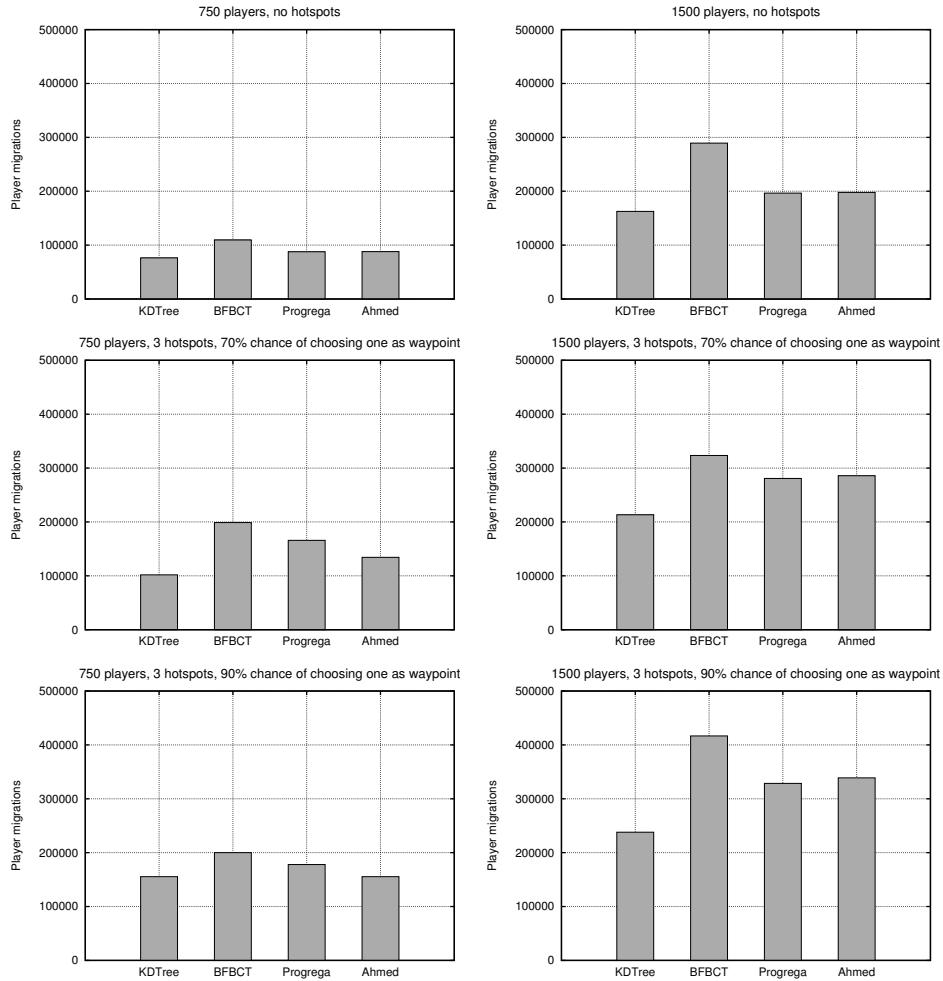 750 players, no hotspots
500000
400000
300000
200000
100000
0
Player migrations
KDTree BFBCT Progrega Ahmed
1500 players, no hotspots
500000
400000
300000
200000
100000
0
Player migrations
KDTree BFBCT Progrega Ahmed
750 players, 3 hotspots, 70% chance of choosing one as waypoint
500000
400000
300000
200000
100000
0
Player migrations
KDTree BFBCT Progrega Ahmed
1500 players, 3 hotspots, 70% chance of choosing one as waypoint
500000
400000
300000
200000
100000
0
Player migrations
KDTree BFBCT Progrega Ahmed
750 players, 3 hotspots, 90% chance of choosing one as waypoint
500000
400000
300000
200000
100000
0
Player migrations
KDTree BFBCT Progrega Ahmed
1500 players, 3 hotspots, 90% chance of choosing one as waypoint
500000
400000
300000
200000
100000
0
Player migrations
KDTree BFBCT Progrega Ahmed